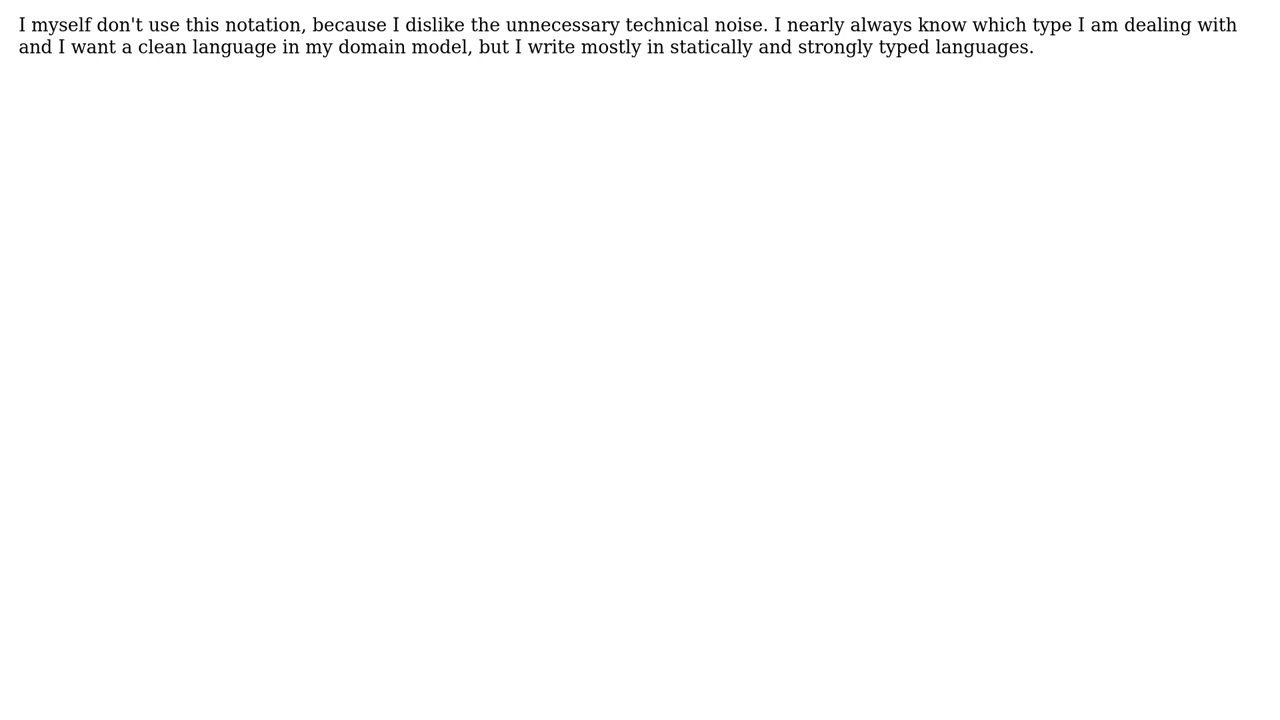 I myself don't use this notation, because I dislike the unnecessary technical noise. I nearly always know which type I am dealing with
and I want a clean language in my domain model, but I write mostly in statically and strongly typed languages.